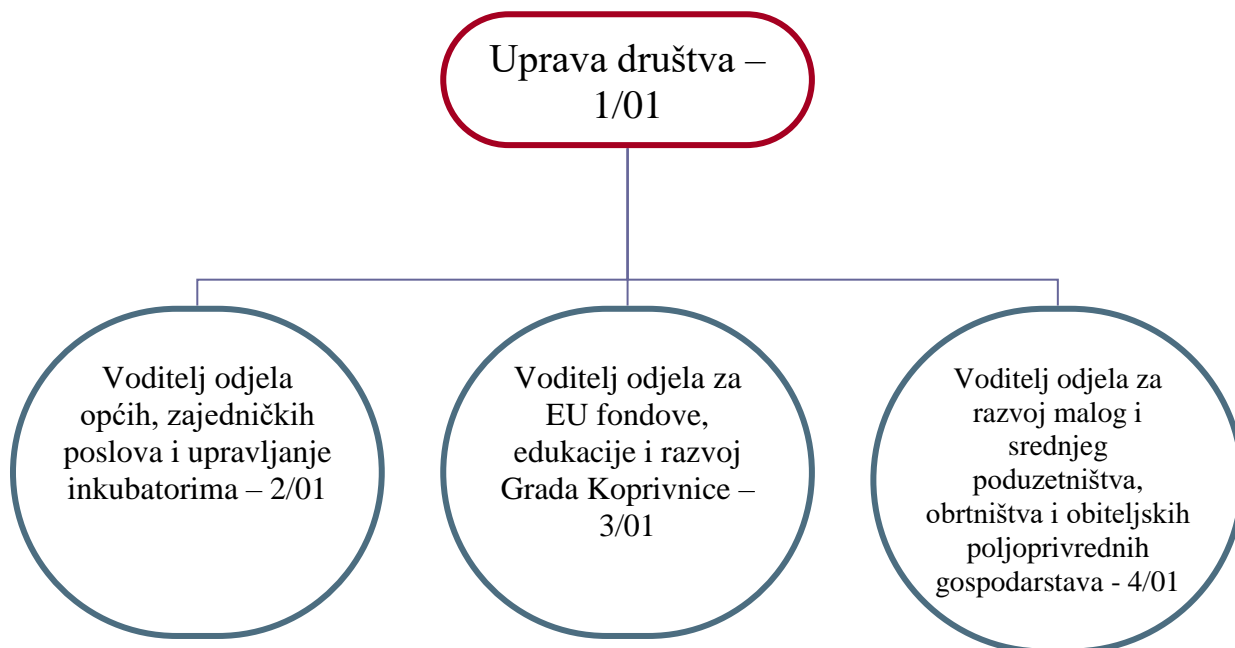 Uprava društva –
1/01
Voditelj odjela
općih, zajedničkih
poslova i upravljanje
inkubatorima – 2/01
Voditelj odjela za
EU fondove,
edukacije i razvoj
Grada Koprivnice –
3/01
Voditelj odjela za
razvoj malog i
srednjeg
poduzetništva,
obrtništva i obiteljskih
poljoprivrednih
gospodarstava - 4/01